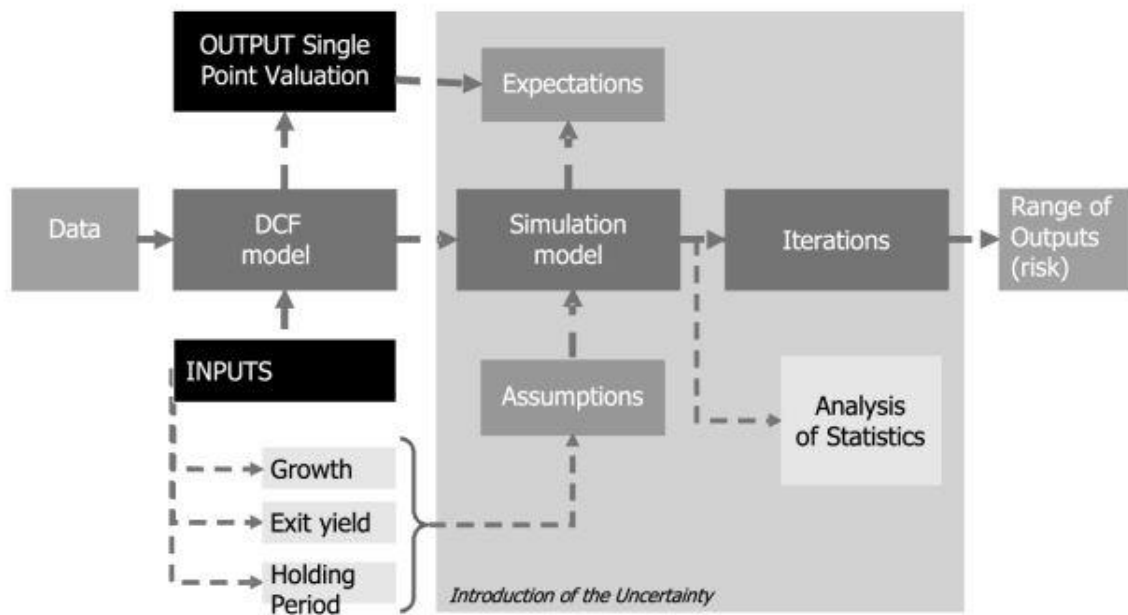 OUTPUT Single
Point Valuation
Expectations
Data
DCF
model
Simulation
model
Iterations
Range of
Outputs
(risk)
INPUTS
Assumptions
Analysis
of Statistics
Growth
Exit yield
Holding
Period
Introduction of the Uncertainty